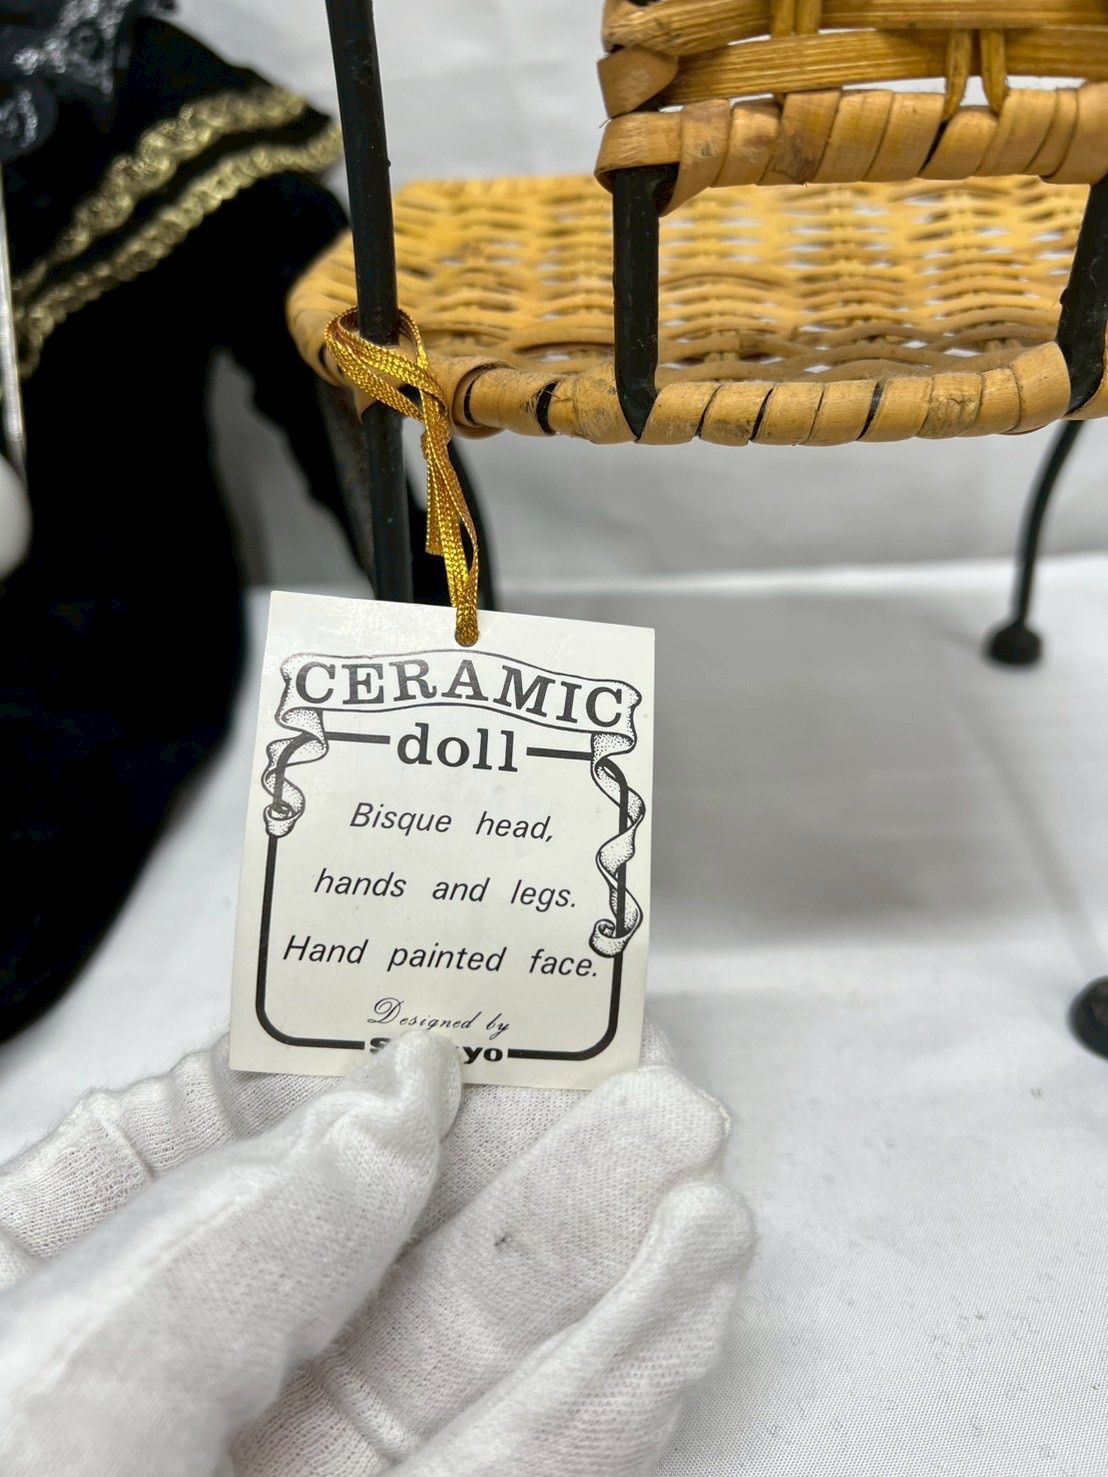 CERAMIC
doll
Bisque head,
hands and legs.
Hand painted face.
Designed by